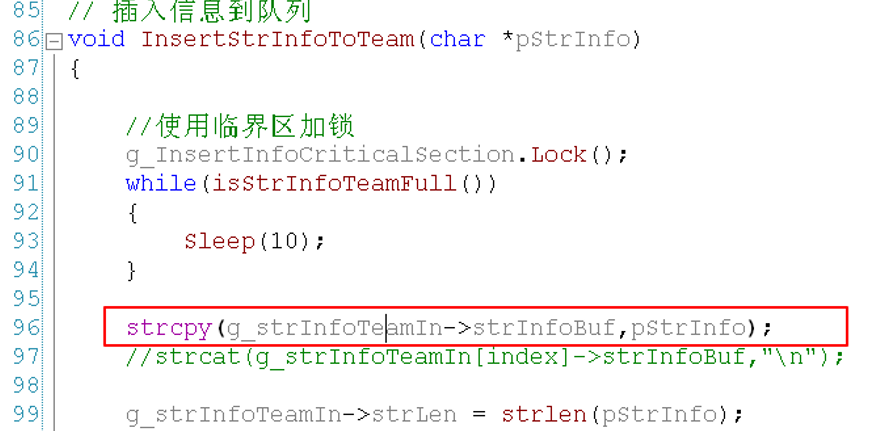 85 // 插入信息到队列
86 void InsertStrInfoToTeam(char *pStrInfo)
87 {
88
89 //使用临界区加锁
90 g_InsertInfoCriticalSection.Lock();
91 while(isStrInfoTeamFull())
92 {
93 Sleep(10);
94 }
95
96 strcpy(g_strInfoTeamIn->strInfoBuf,pStrInfo);
97 //strcat(g_strInfoTeamIn[index]->strInfoBuf,"\n");
98
99 g_strInfoTeamIn->strLen = strlen(pStrInfo);